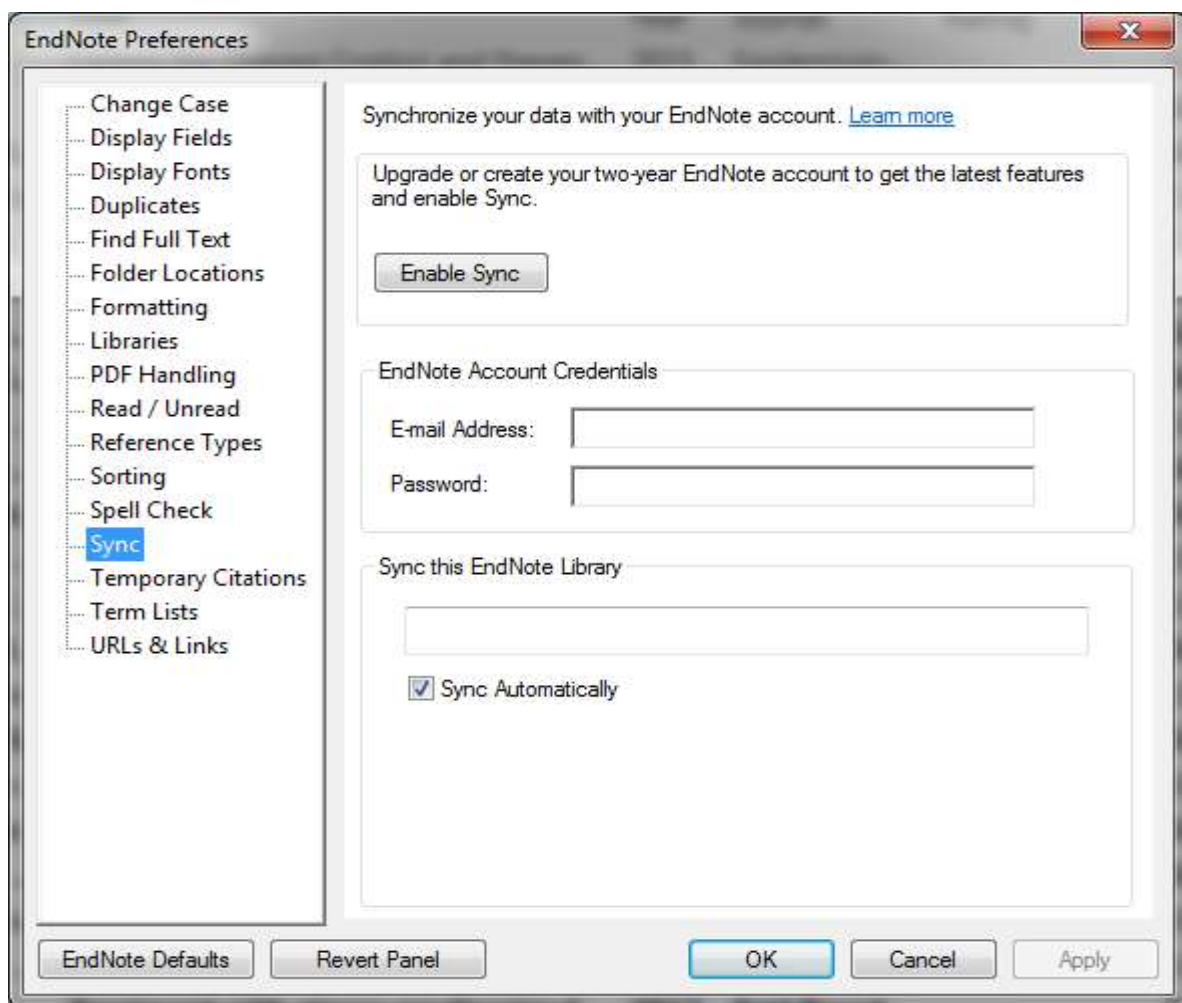 EndNote Preferences
Change Case
Display Fields
Display Fonts
Duplicates
Find Full Text
Folder Locations
Formatting
Libraries
PDF Handling
Read / Unread
Reference Types
Sorting
Spell Check
Sync
Temporary Citations
Term Lists
URLs & Links
Synchronize your data with your EndNote account. Learn more
Upgrade or create your two-year EndNote account to get the latest features
and enable Sync.
Enable Sync
EndNote Account Credentials
E-mail Address:
Password:
Sync this EndNote Library
Sync Automatically
EndNote Defaults
Revert Panel
OK
Cancel
Apply